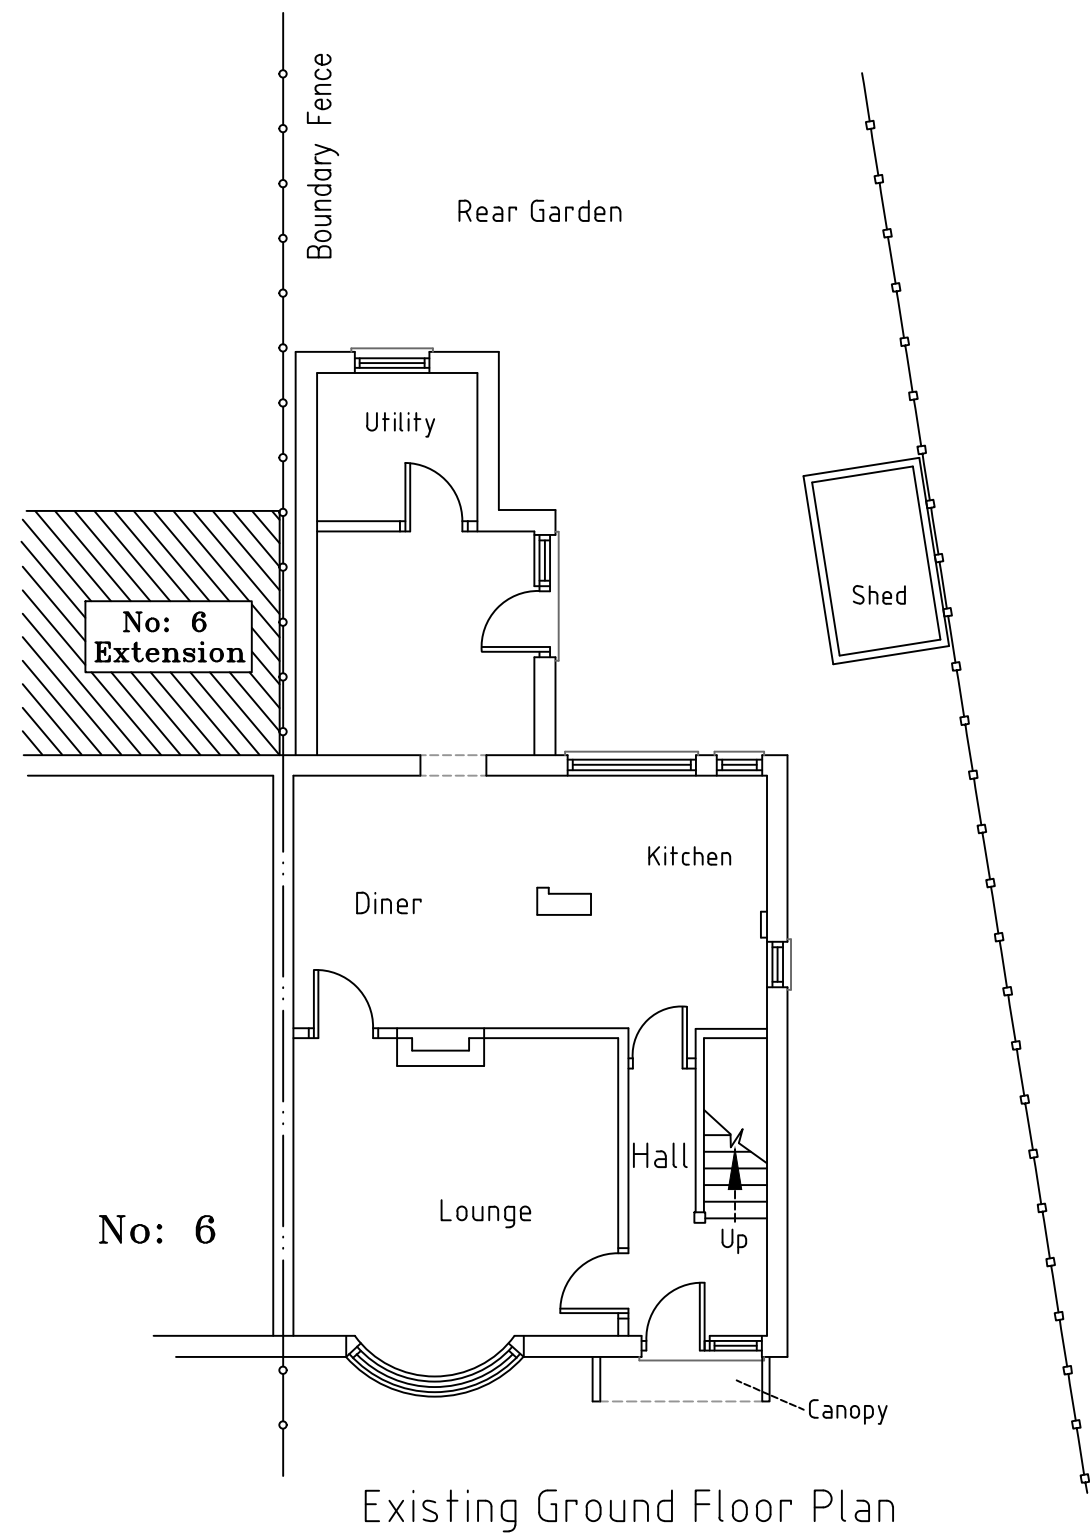 Boundary Fence
Rear Garden
Utility
Shed
No: 6
Extension
Kitchen
Diner
Hall
Lounge
No: 6
Up
Canopy
Existing Ground Floor Plan